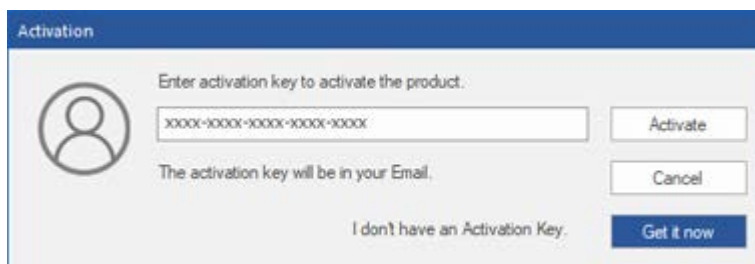 Activation
Enter activation key to activate the product.
xxxx-xxxx-xxxx-xxxx-xxxx
Activate
The activation key will be in your Email.
Cancel
I don't have an Activation Key.
Get it now